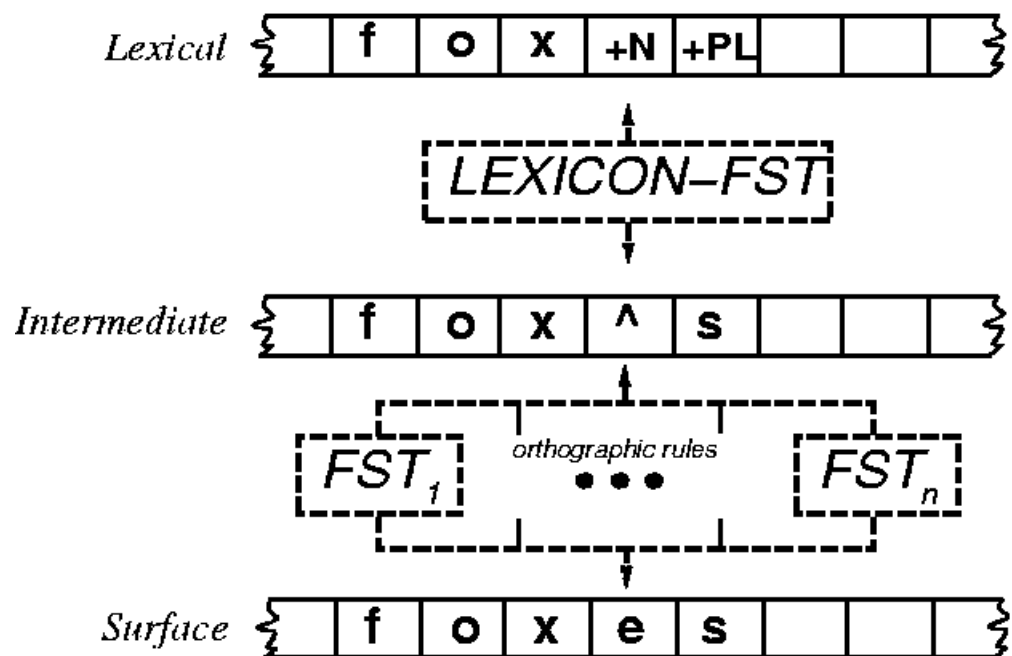 Lexical f o x +N +PL
LEXICON–FST
Intermediate f o x ^ s
orthographic rules
FST1 ••• FSTn
Surface f o x e s